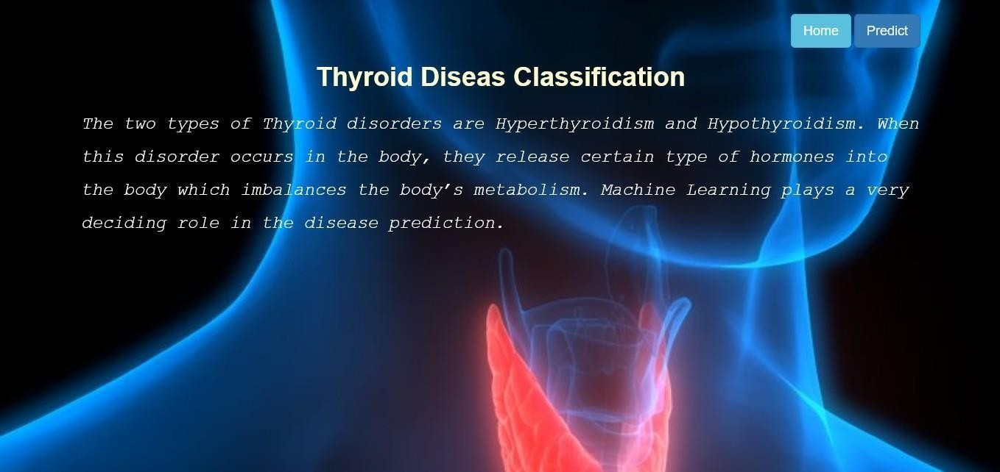 Home Predict
Thyroid Diseas Classification
The two types of Thyroid disorders are Hyperthyroidism and Hypothyroidism. When
this disorder occurs in the body, they release certain type of hormones into
the body which imbalances the body’s metabolism. Machine Learning plays a very
deciding role in the disease prediction.